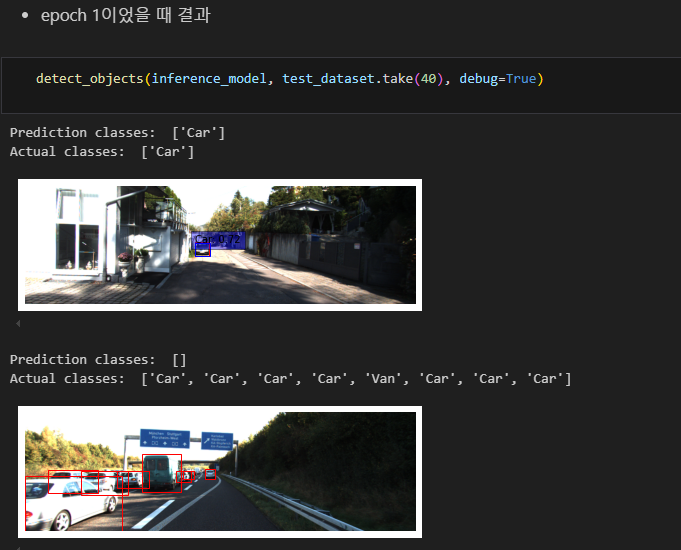 • epoch 1이었을 때 결과
detect_objects(inference_model, test_dataset.take(40), debug=True)
Prediction classes:  ['Car']
Actual classes:  ['Car']
Prediction classes:  []
Actual classes:  ['Car', 'Car', 'Car', 'Car', 'Van', 'Car', 'Car', 'Car']